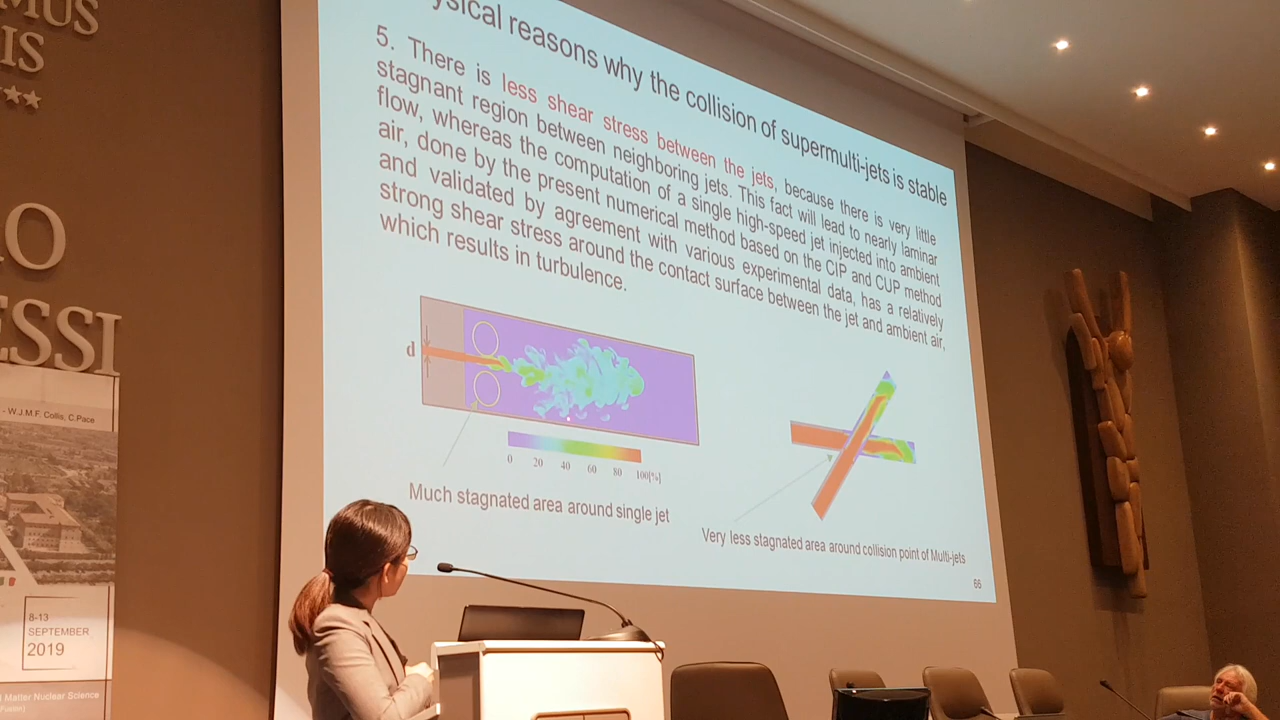 MUS
IS
★★★
O
ESSI
- W.J.M.F. Collis, C.Pace
8-13
SEPTEMBER
2019
Matter Nuclear Science
ysical reasons why the collision of supermulti-jets is stable
5. There is less shear stress between the jets, because there is very little
stagnant region between neighboring jets. This fact will lead to nearly laminar
flow, whereas the computation of a single high-speed jet injected into ambient
air, done by the present numerical method based on the CIP and CUP method
and validated by agreement with various experimental data, has a relatively
strong shear stress around the contact surface between the jet and ambient air,
which results in turbulence.
d
0 20 40 60 80 100[%]
Much stagnated area around single jet
Very less stagnated area around collision point of Multi-jets
66